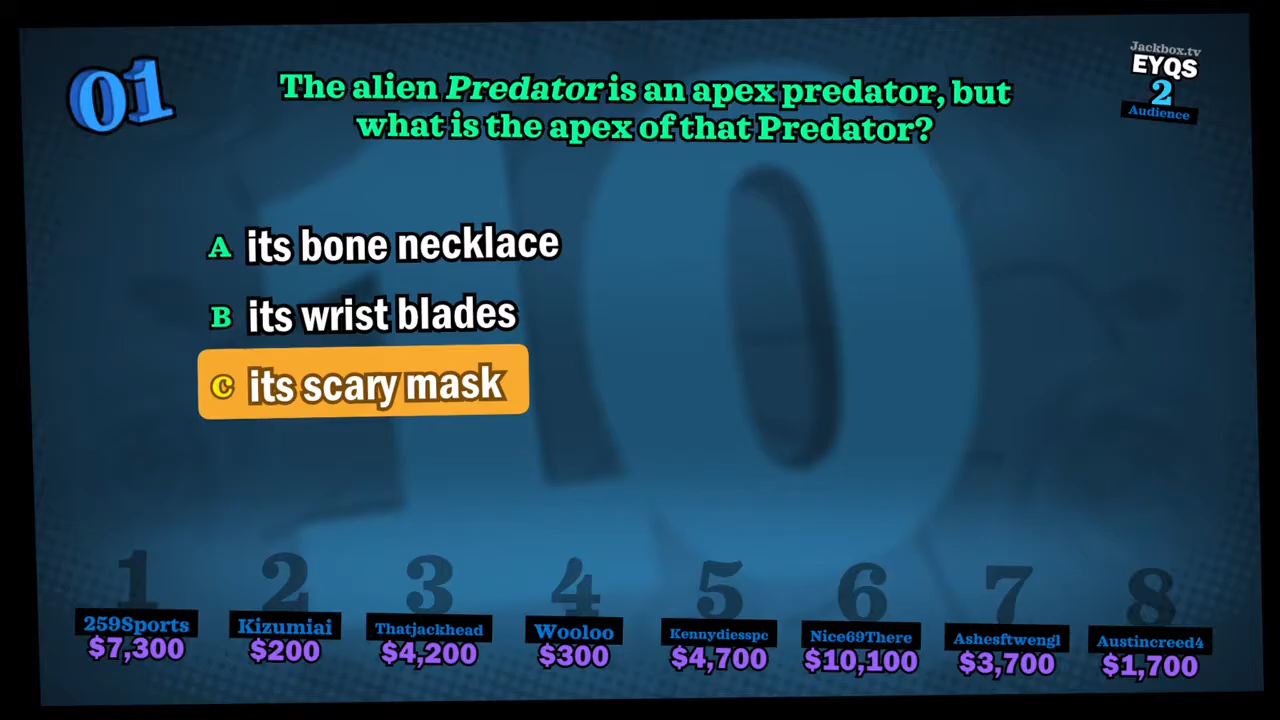 01
The alien Predator is an apex predator, but
what is the apex of that Predator?
Jackbox.tv
EYQS
2
Audience
10
A its bone necklace
B its wrist blades
C its scary mask
1 2 3 4 5 6 7 8
259Sports Kizumiai Thatjackhead Wooloo Kennydiesspc Nice69There Ashesftwengl Austincreed4
$7,300 $200 $4,200 $300 $4,700 $10,100 $3,700 $1,700